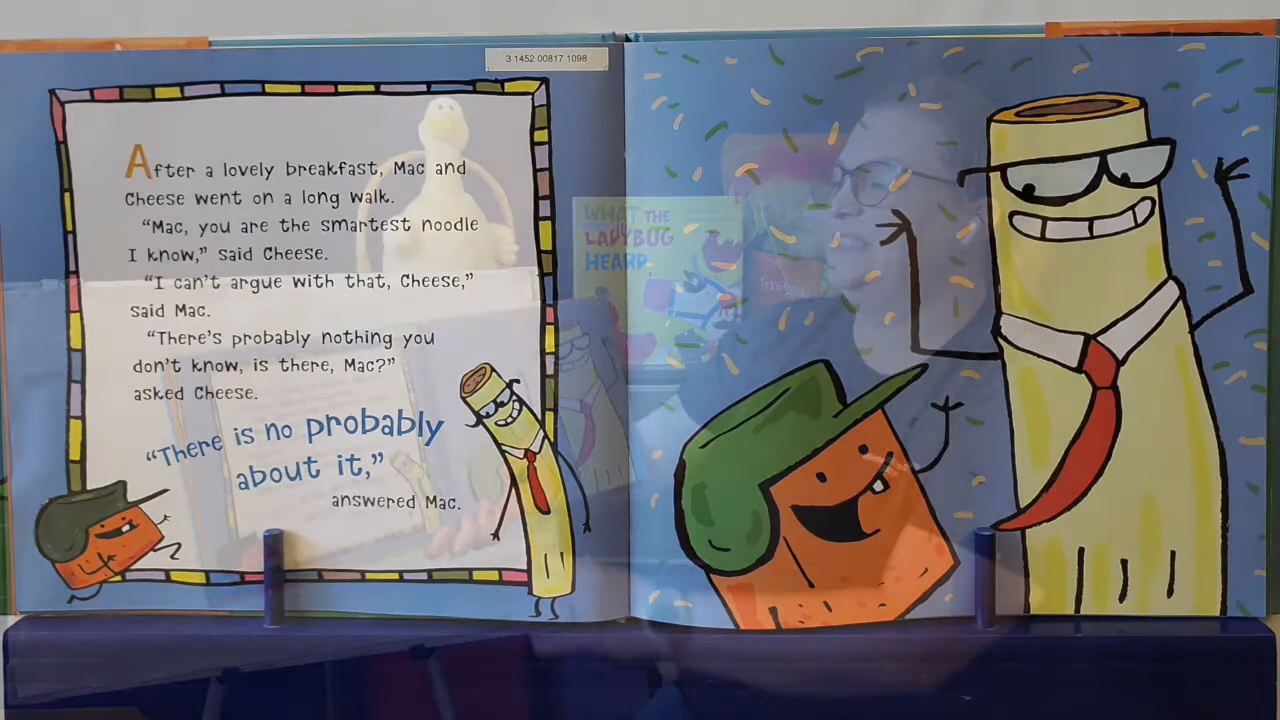 3 1452 00817 1098
After a lovely breakfast, Mac and
Cheese went on a long walk.
"Mac, you are the smartest noodle
I know," said Cheese.
"I can't argue with that, Cheese,"
said Mac.
"There's probably nothing you
don't know, is there, Mac?"
asked Cheese.
"There is no probably
about it,"
answered Mac.
WHAT THE
LADYBUG
HEARD